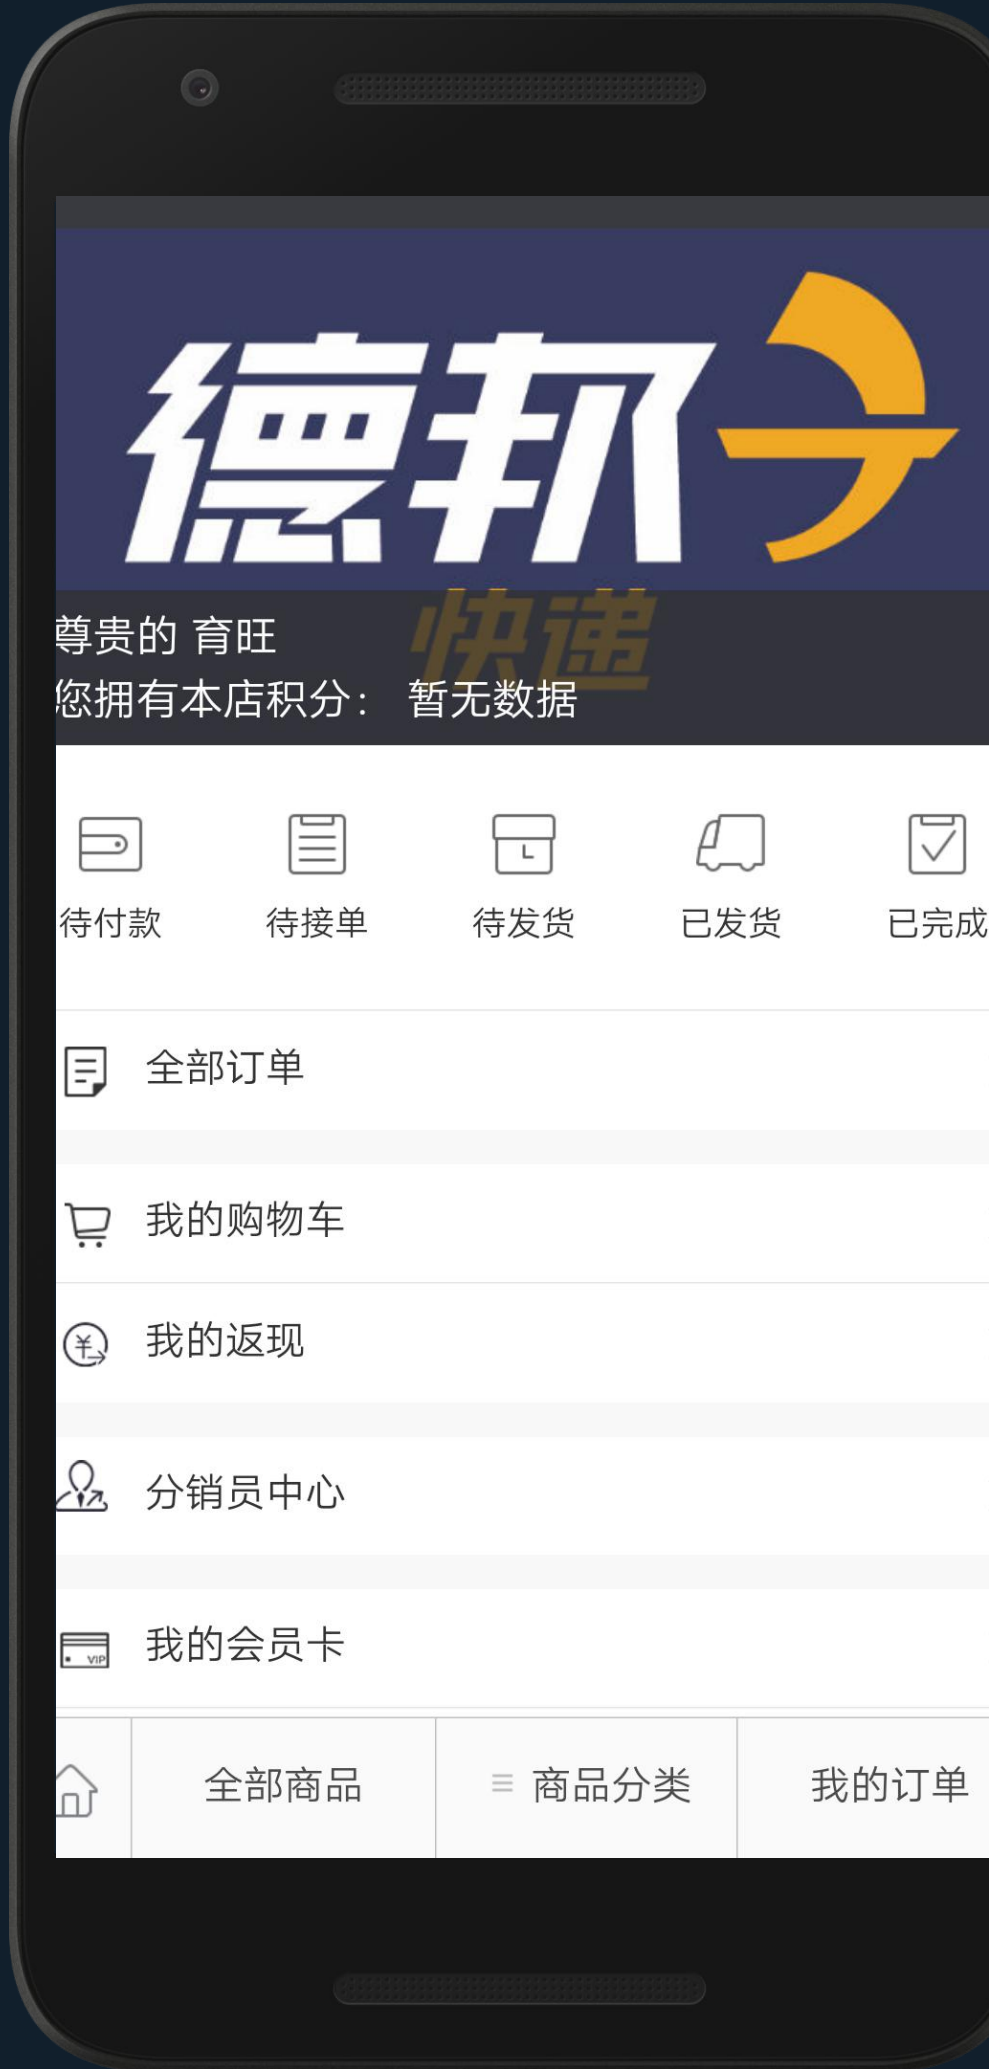 德邦
快递
尊贵的 育旺
您拥有本店积分： 暂无数据
待付款 待接单 待发货 已发货 已完成
全部订单
我的购物车
¥ 我的返现
分销员中心
VIP 我的会员卡
全部商品 商品分类 我的订单